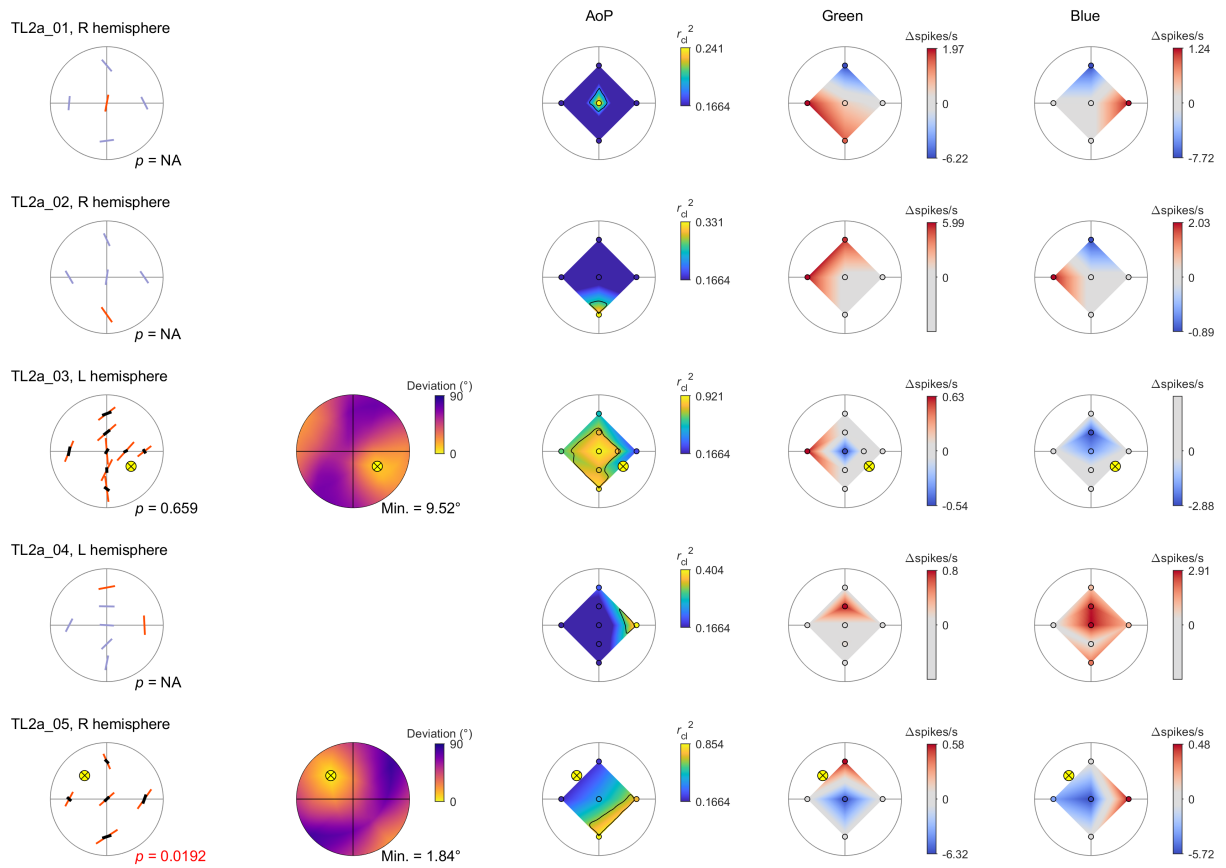 AoP Green Blue
TL2a_01, R hemisphere
p = NA
r_cl^2
0.241
0.1664
Δspikes/s
1.97
0
-6.22
Δspikes/s
1.24
0
-7.72
TL2a_02, R hemisphere
p = NA
r_cl^2
0.331
0.1664
Δspikes/s
5.99
0
Δspikes/s
2.03
0
-0.89
TL2a_03, L hemisphere
p = 0.659
Deviation (°)
90
0
Min. = 9.52°
r_cl^2
0.921
0.1664
Δspikes/s
0.63
0
-0.54
Δspikes/s
0
-2.88
TL2a_04, L hemisphere
p = NA
r_cl^2
0.404
0.1664
Δspikes/s
0.8
0
Δspikes/s
2.91
0
TL2a_05, R hemisphere
p = 0.0192
Deviation (°)
90
0
Min. = 1.84°
r_cl^2
0.854
0.1664
Δspikes/s
0.58
0
-6.32
Δspikes/s
0.48
0
-5.72